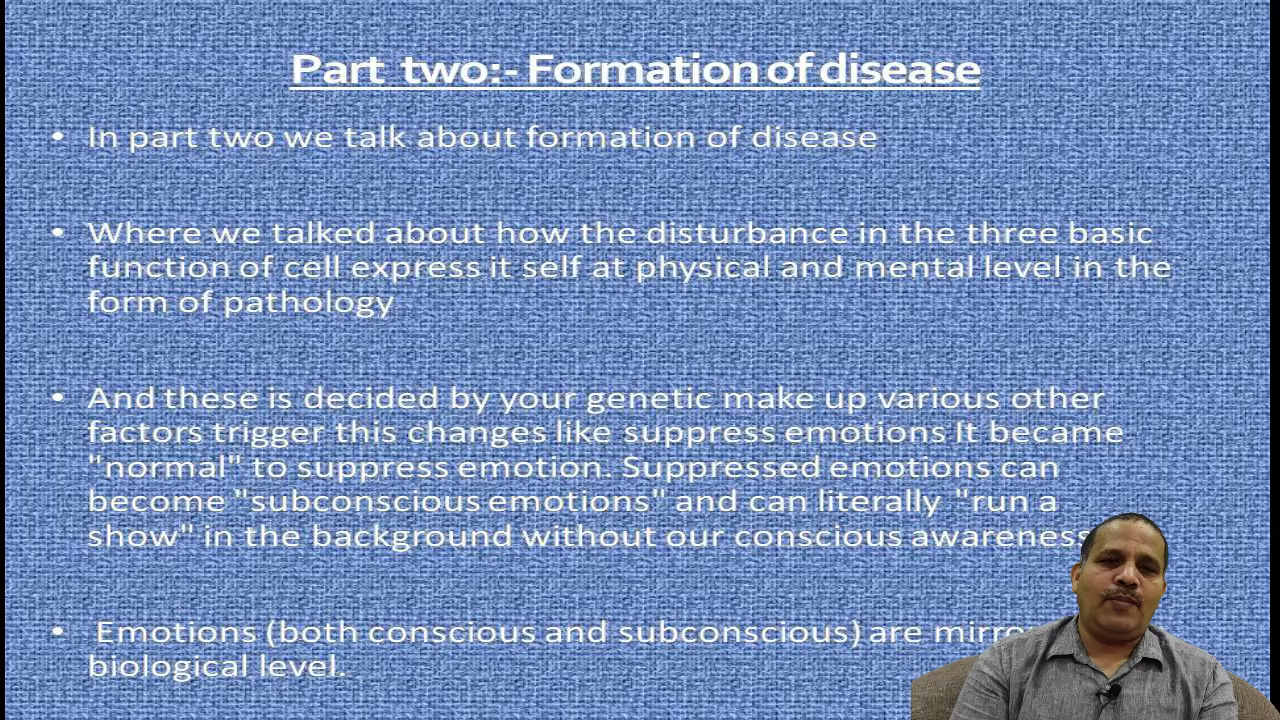 Part two:- Formation of disease
• In part two we talk about formation of disease
• Where we talked about how the disturbance in the three basic
function of cell express it self at physical and mental level in the
form of pathology
• And these is decided by your genetic make up various other
factors trigger this changes like suppress emotions It became
"normal" to suppress emotion. Suppressed emotions can
become "subconscious emotions" and can literally "run a
show" in the background without our conscious awareness
• Emotions (both conscious and subconscious) are
biological level.